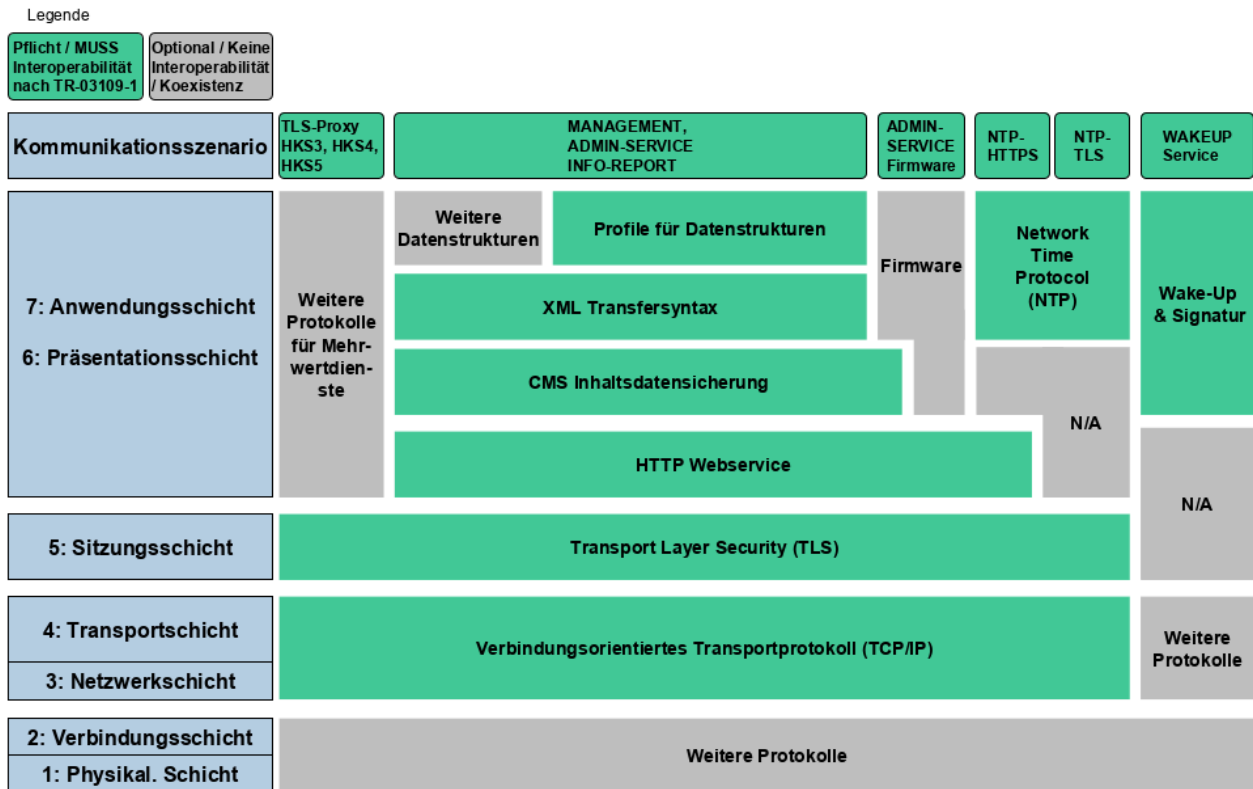 Legende
Pflicht / MUSS
Interoperabilität
nach TR-03109-1
Optional / Keine
Interoperabilität
/ Koexistenz
Kommunikationsszenario
TLS-Proxy
HKS3, HKS4,
HKS5
MANAGEMENT,
ADMIN-SERVICE
INFO-REPORT
ADMIN-
SERVICE
Firmware
NTP-
HTTPS
NTP-
TLS
WAKEUP
Service
7: Anwendungsschicht
6: Präsentationsschicht
Weitere
Protokolle
für Mehr-
wertdien-
ste
Weitere
Datenstrukturen
Profile für Datenstrukturen
XML Transfersyntax
CMS Inhaltsdatensicherung
HTTP Webservice
Firmware
Network
Time
Protocol
(NTP)
N/A
Wake-Up
& Signatur
N/A
5: Sitzungsschicht
Transport Layer Security (TLS)
4: Transportschicht
3: Netzwerkschicht
Verbindungsorientiertes Transportprotokoll (TCP/IP)
Weitere
Protokolle
2: Verbindungsschicht
1: Physikal. Schicht
Weitere Protokolle